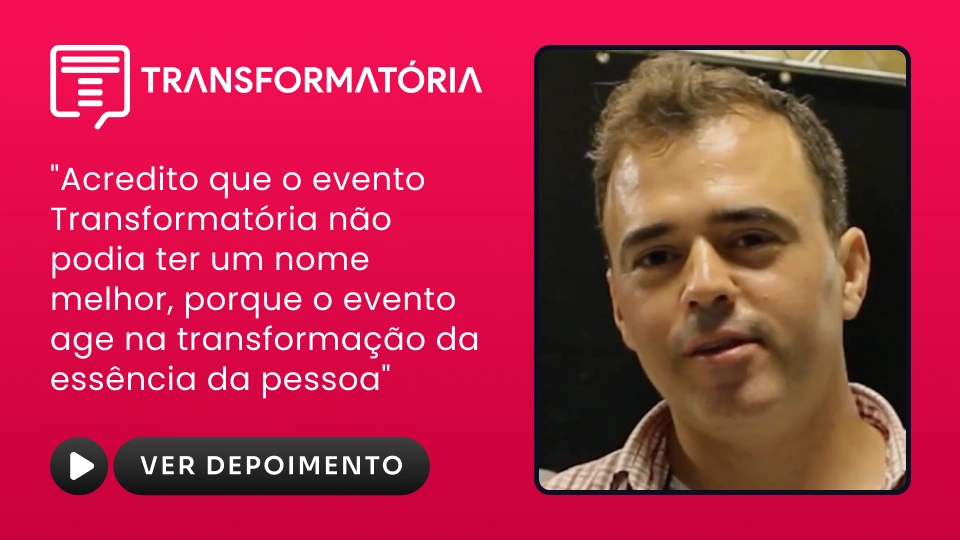 TRANSFORMATÓRIA
"Acredito que o evento
Transformatória não
podia ter um nome
melhor, porque o evento
age na transformação da
essência da pessoa"
VER DEPOIMENTO